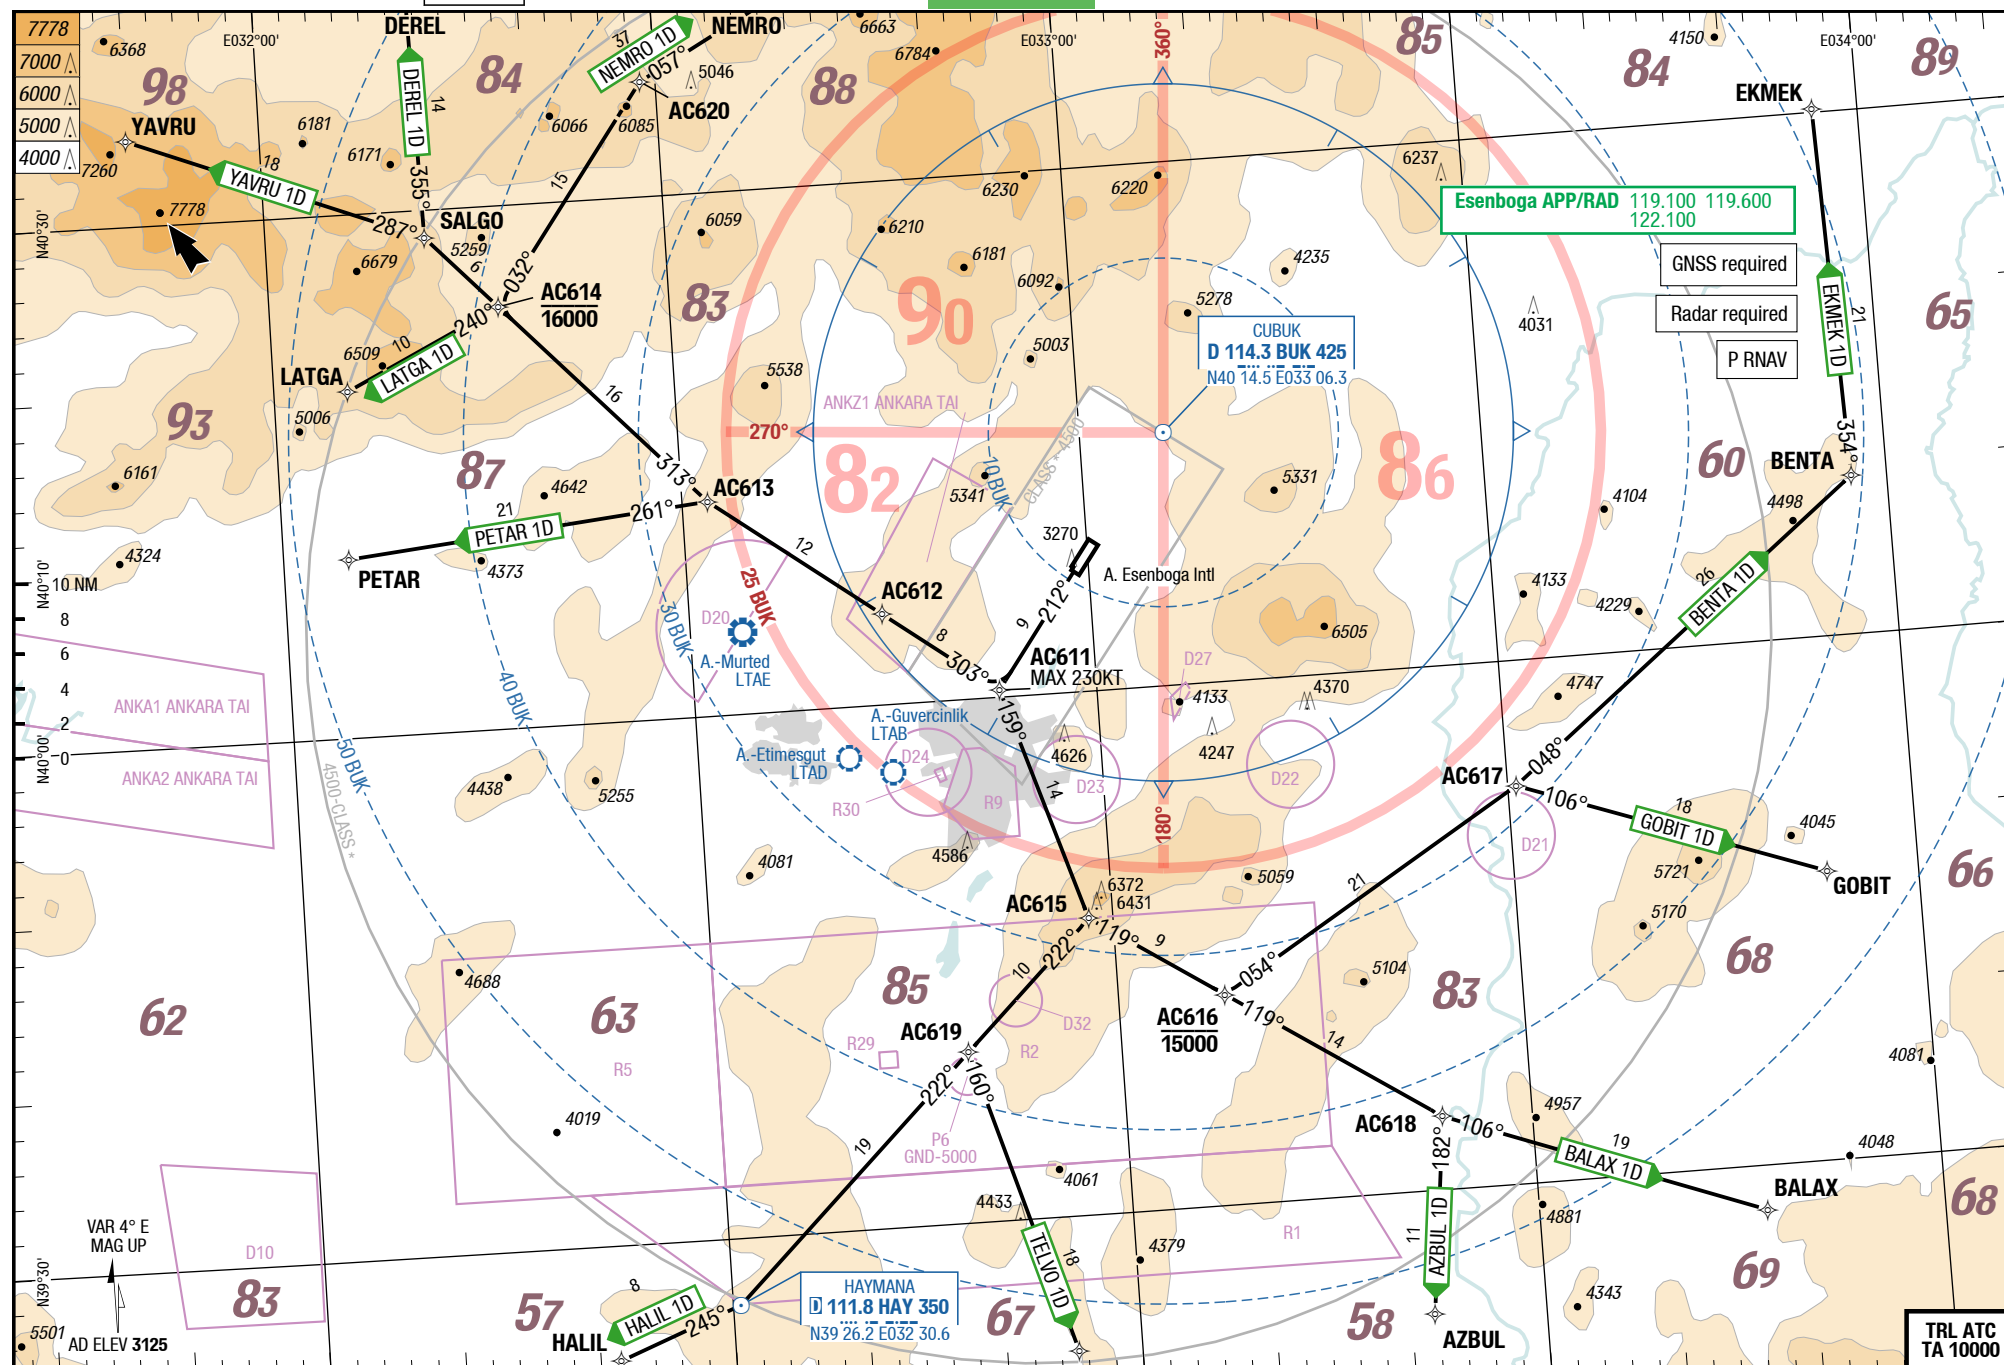 7778
7000
6000
5000
4000
6368
E032°00'
DEREL
37
NEMRO 1D
NEMRO
057°
5046
AC620
6663
6784
E033°00'
360°
85
4150
84
E034°00'
89
98
YAVRU
7260
18
YAVRU 1D
6181
6171
DEREL 1D
14
355°
84
6066
6085
15
88
6230
6220
6237
EKMEK
Esenboga APP/RAD 119.100 119.600
122.100
GNSS required
Radar required
P RNAV
EKMEK 1D
21
354°
65
N40°30'
7778
287°
SALGO
5259
6
6679
032°
6059
6210
6181
6092
5278
4235
4031
AC614
16000
240°
10
LATGA 1D
6509
LATGA
5006
83
90
5003
CUBUK
D 114.3 BUK 425
N40 14.5 E033 06.3
93
16
5538
ANKZ1 ANKARA TAI
270°
82
CLASS * 4500
10 BUK
86
60
BENTA
4498
6161
87
4642
313°
AC613
261°
21
PETAR 1D
4373
PETAR
5341
5331
4104
3270
A. Esenboga Intl
4324
N40°10'
10 NM
8
6
4
2
0
12
25 BUK
AC612
212°
9
8
303°
AC611
MAX 230KT
D20
30 BUK
A.-Murted
LTAE
6505
4133
4229
26
BENTA 1D
D27
4133
4370
4747
ANKA1 ANKARA TAI
40 BUK
A.-Guvercinlik
LTAB
159°
4626
4247
N40°00'
50 BUK
A.-Etimesgut
LTAD
D24
D23
D22
AC617
048°
106°
18
GOBIT 1D
ANKA2 ANKARA TAI
4500-CLASS *
4438
5255
R30
R9
14
180°
D21
4045
5721
GOBIT
66
4081
4586
6372
6431
5059
21
AC615
119°
9
222°
10
5170
68
4688
62
63
85
D32
054°
5104
83
AC616
15000
119°
14
AC619
R29
R2
R5
222°
160°
4081
4019
19
P6
GND-5000
4061
AC618
106°
182°
4957
19
BALAX 1D
4048
BALAX
68
4433
TELVO 1D
18
4379
R1
11
AZBUL 1D
4881
69
VAR 4° E
MAG UP
D10
83
N39°30'
5501
AD ELEV 3125
57
8
HALIL 1D
245°
HALIL
HAYMANA
D 111.8 HAY 350
N39 26.2 E032 30.6
67
58
AZBUL
4343
TRL ATC
TA 10000